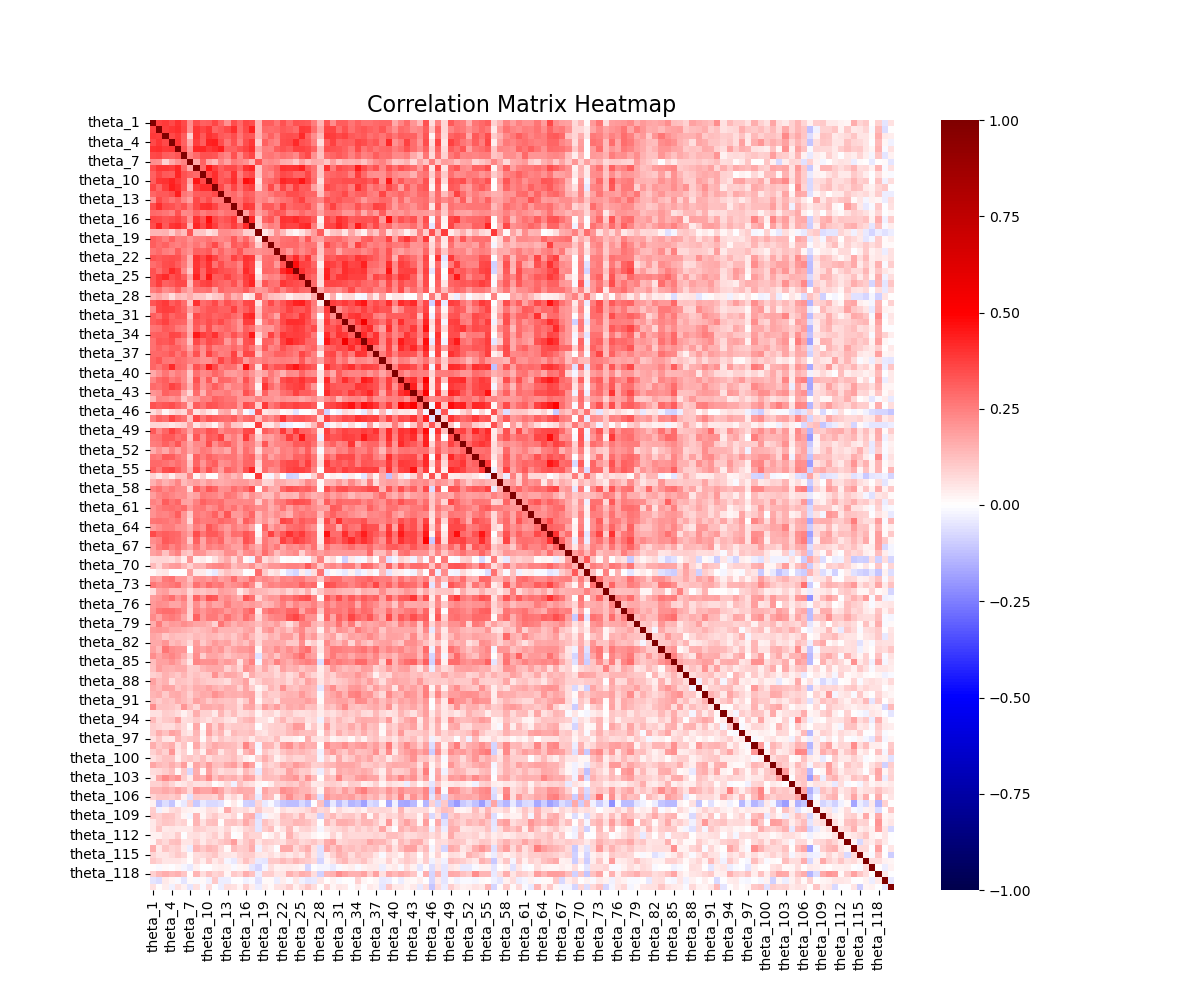 Correlation Matrix Heatmap
theta_1
theta_4
theta_7
theta_10
theta_13
theta_16
theta_19
theta_22
theta_25
theta_28
theta_31
theta_34
theta_37
theta_40
theta_43
theta_46
theta_49
theta_52
theta_55
theta_58
theta_61
theta_64
theta_67
theta_70
theta_73
theta_76
theta_79
theta_82
theta_85
theta_88
theta_91
theta_94
theta_97
theta_100
theta_103
theta_106
theta_109
theta_112
theta_115
theta_118
theta_1
theta_4
theta_7
theta_10
theta_13
theta_16
theta_19
theta_22
theta_25
theta_28
theta_31
theta_34
theta_37
theta_40
theta_43
theta_46
theta_49
theta_52
theta_55
theta_58
theta_61
theta_64
theta_67
theta_70
theta_73
theta_76
theta_79
theta_82
theta_85
theta_88
theta_91
theta_94
theta_97
theta_100
theta_103
theta_106
theta_109
theta_112
theta_115
theta_118
1.00
0.75
0.50
0.25
0.00
−0.25
−0.50
−0.75
−1.00